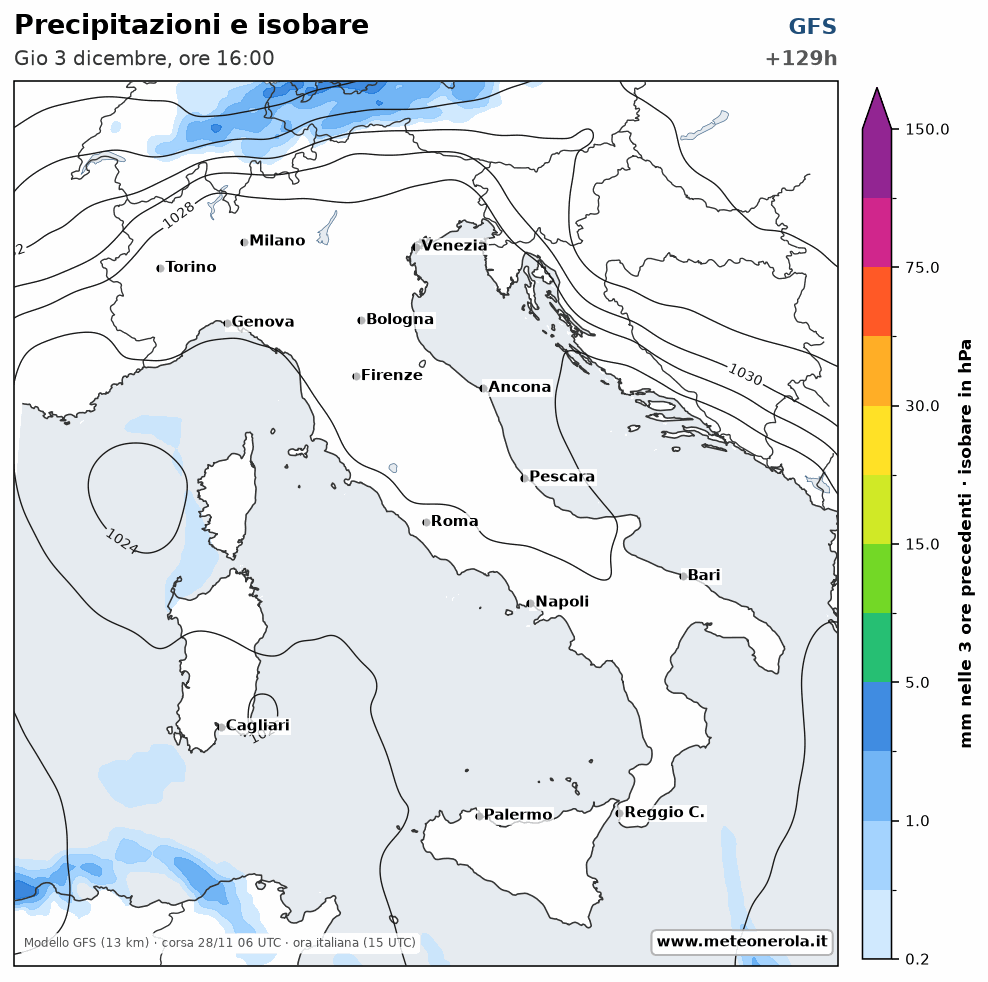 Precipitazioni e isobare
GFS
Gio 3 dicembre, ore 16:00
+129h
150.0
75.0
30.0
15.0
5.0
1.0
0.2
mm nelle 3 ore precedenti · isobare in hPa
1028
2
Milano
Venezia
Torino
Genova
Bologna
Firenze
1030
Ancona
Pescara
1024
Roma
Bari
Napoli
Cagliari
Palermo
Reggio C.
Modello GFS (13 km) · corsa 28/11 06 UTC · ora italiana (15 UTC)
www.meteonerola.it